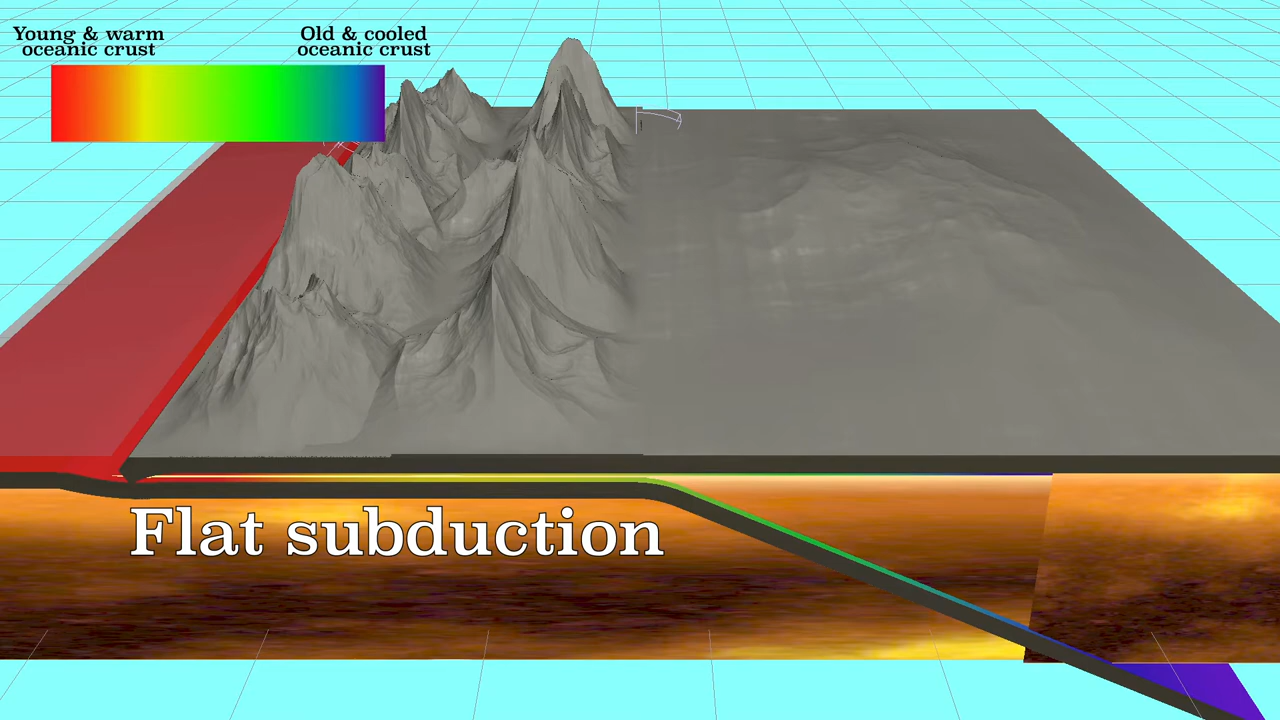 Young & warm
oceanic crust
Old & cooled
oceanic crust
Flat subduction